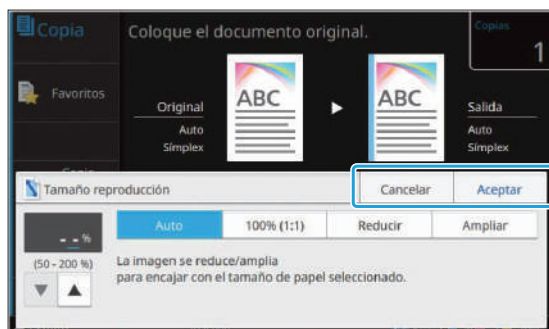 Copia
Coloque el documento original.
Copias
1
Favoritos
Original
Auto
Símplex
ABC
ABC
Salida
Auto
Símplex
Tamaño reproducción
Cancelar
Aceptar
- - %
(50 - 200 %)
Auto
100% (1:1)
Reducir
Ampliar
La imagen se reduce/amplia
para encajar con el tamaño de papel seleccionado.